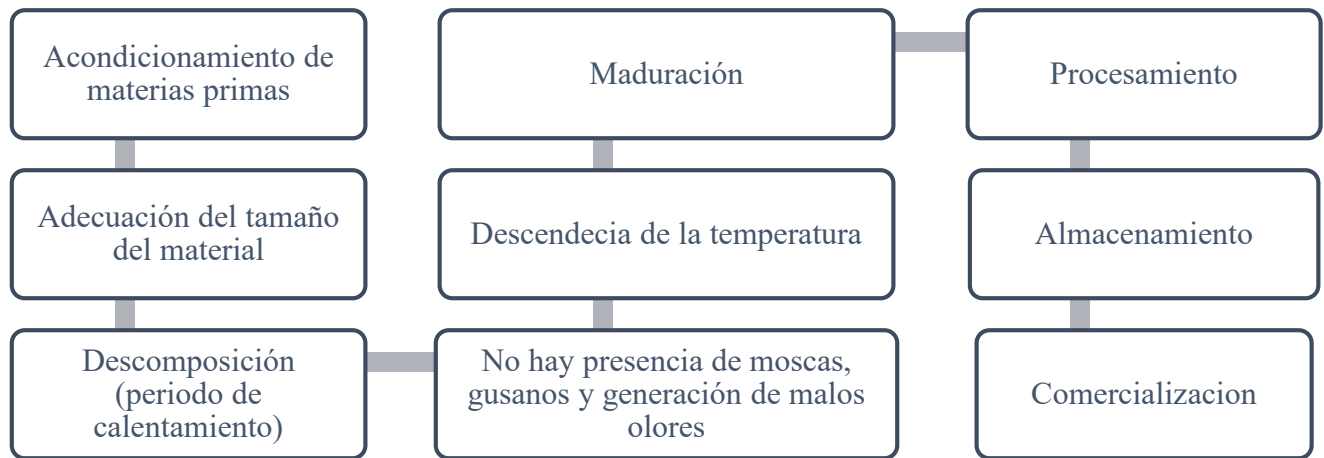 Acondicionamiento de
materias primas
Adecuación del tamaño
del material
Descomposición
(periodo de
calentamiento)
No hay presencia de moscas,
gusanos y generación de malos
olores
Descendecia de la temperatura
Maduración
Procesamiento
Almacenamiento
Comercializacion